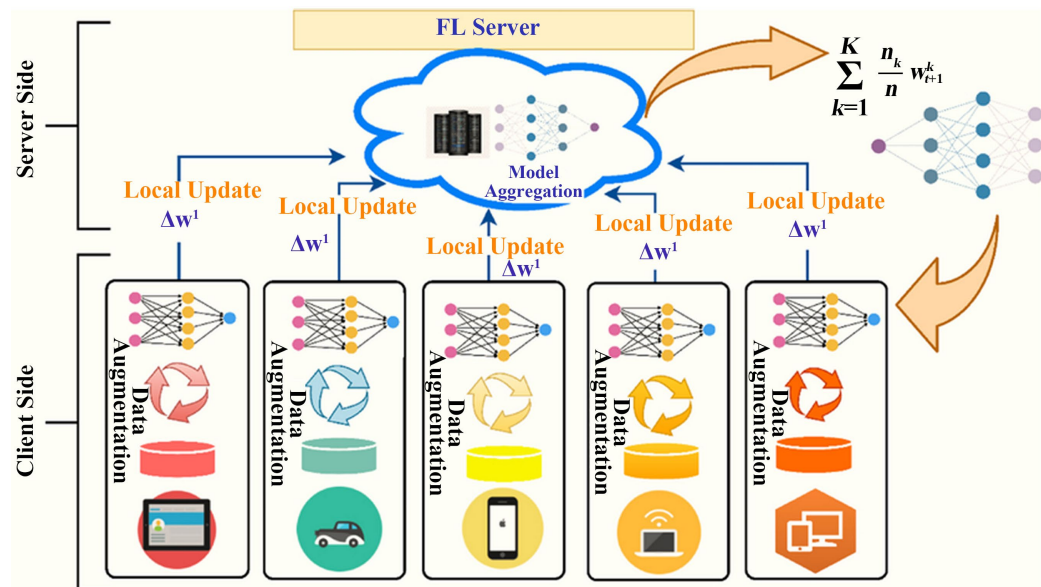 FL Server
Server Side
K
∑ n_k/n w^k_{t+1}
k=1
Model
Aggregation
Local Update
Δw¹
Local Update
Δw¹
Local Update
Δw¹
Local Update
Δw¹
Local Update
Δw¹
Client Side
Data
Augmentation
Data
Augmentation
Data
Augmentation
Data
Augmentation
Data
Augmentation